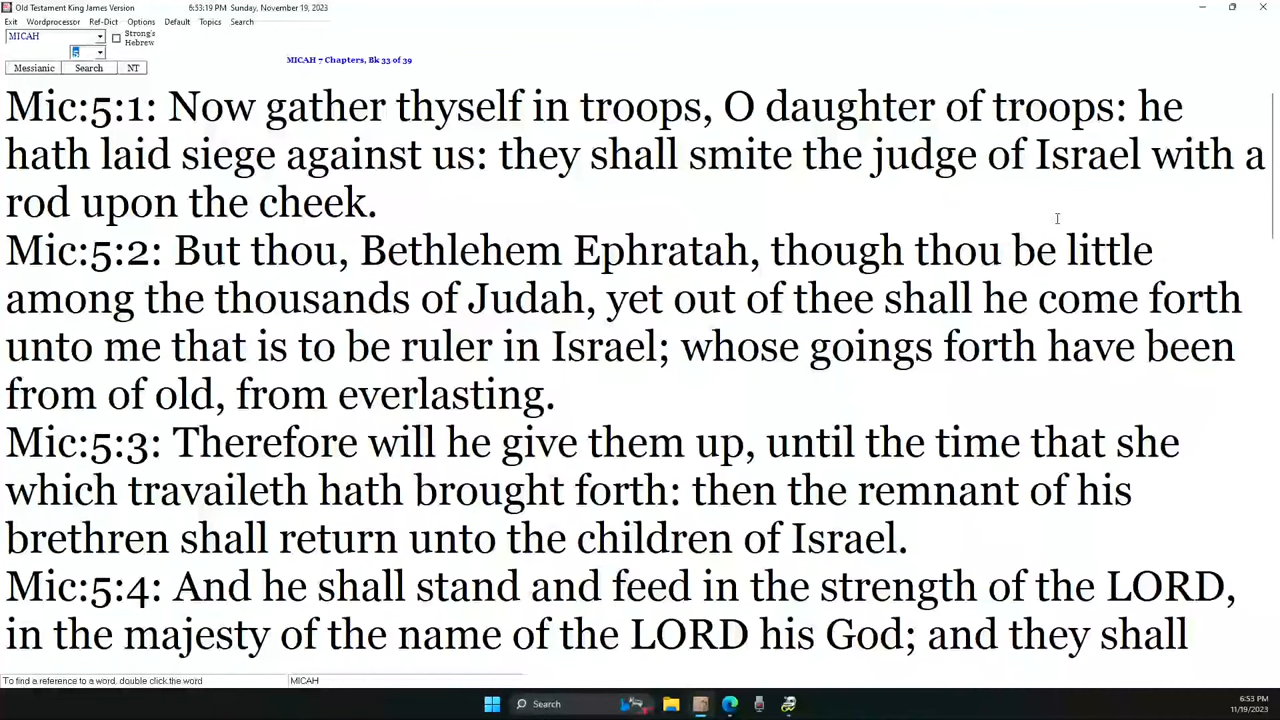 Old Testament King James Version 6:53:19 PM Sunday, November 19, 2023
Exit Wordprocessor Ref-Dict Options Default Topics Search
MICAH
Strong's
Hebrew
5
MICAH 7 Chapters, Bk 33 of 39
Messianic Search NT
Mic:5:1: Now gather thyself in troops, O daughter of troops: he
hath laid siege against us: they shall smite the judge of Israel with a
rod upon the cheek.
Mic:5:2: But thou, Bethlehem Ephratah, though thou be little
among the thousands of Judah, yet out of thee shall he come forth
unto me that is to be ruler in Israel; whose goings forth have been
from of old, from everlasting.
Mic:5:3: Therefore will he give them up, until the time that she
which travaileth hath brought forth: then the remnant of his
brethren shall return unto the children of Israel.
Mic:5:4: And he shall stand and feed in the strength of the LORD,
in the majesty of the name of the LORD his God; and they shall
To find a reference to a word, double click the word MICAH
Search
6:53 PM
11/19/2023